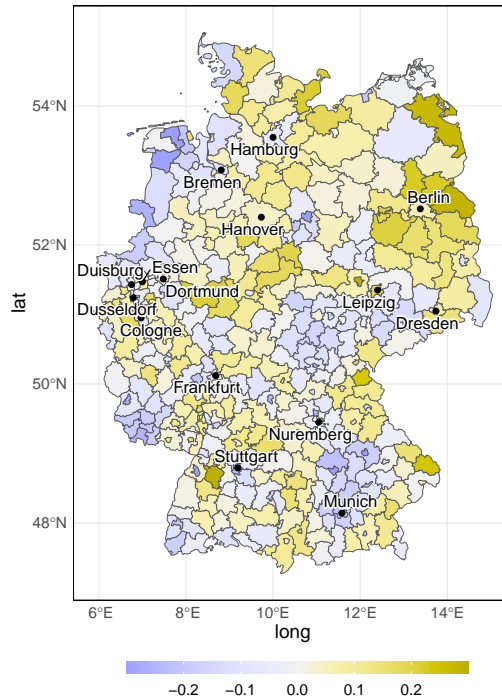 54°N
52°N
50°N
48°N
lat
Hamburg
Bremen
Berlin
Hanover
Duisburg
Essen
Dortmund
Dusseldorf
Cologne
Leipzig
Dresden
Frankfurt
Nuremberg
Stuttgart
Munich
6°E 8°E 10°E 12°E 14°E
long
−0.2 −0.1 0.0 0.1 0.2